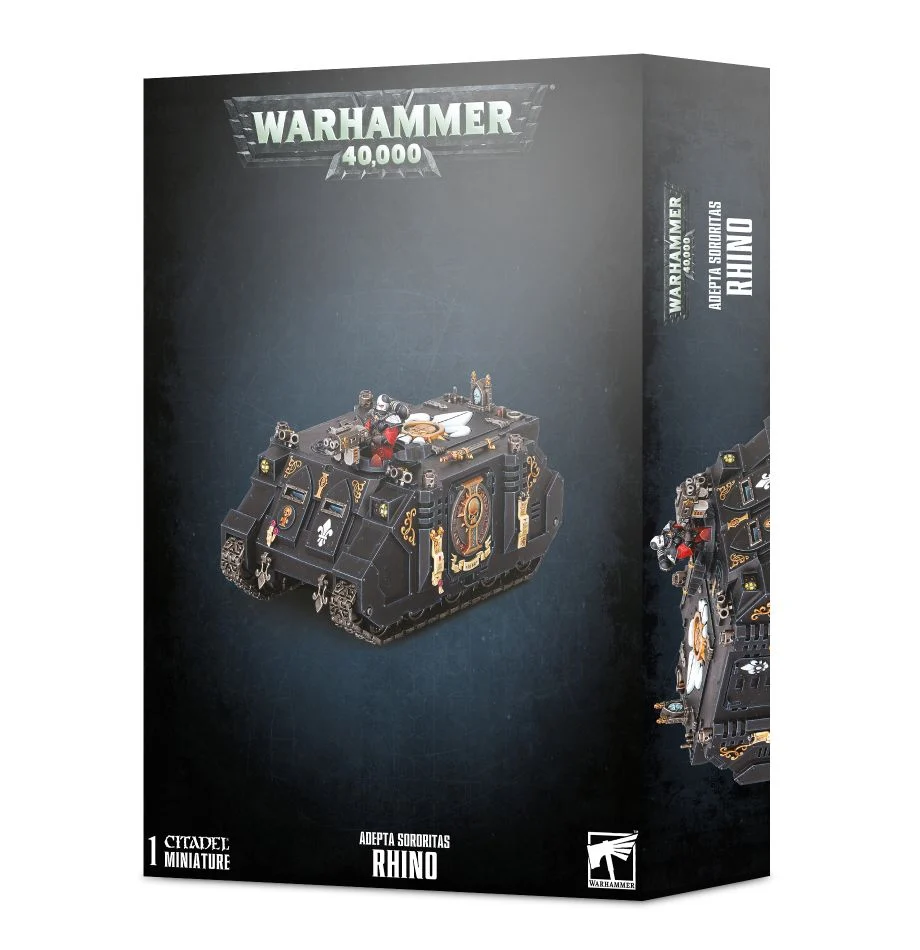 WARHAMMER
40,000
1 CITADEL
MINIATURE
ADEPTA SORORITAS
RHINO
WARHAMMER
WARHAMMER
40,000
ADEPTA SORORITAS
RHINO